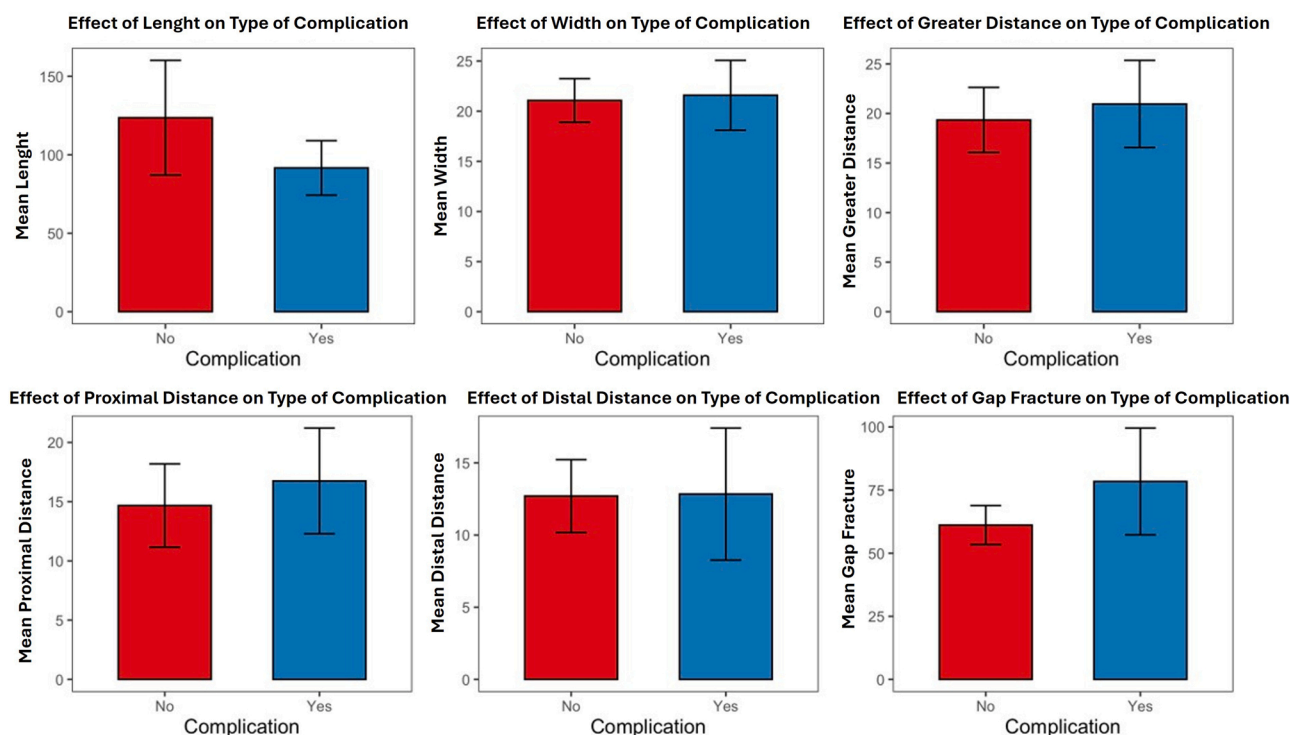 Effect of Lenght on Type of Complication
Mean Lenght
150
100
50
0
No Yes
Complication
Effect of Width on Type of Complication
Mean Width
25
20
15
10
5
0
No Yes
Complication
Effect of Greater Distance on Type of Complication
Mean Greater Distance
25
20
15
10
5
0
No Yes
Complication
Effect of Proximal Distance on Type of Complication
Mean Proximal Distance
20
15
10
5
0
No Yes
Complication
Effect of Distal Distance on Type of Complication
Mean Distal Distance
15
10
5
0
No Yes
Complication
Effect of Gap Fracture on Type of Complication
Mean Gap Fracture
100
75
50
25
0
No Yes
Complication